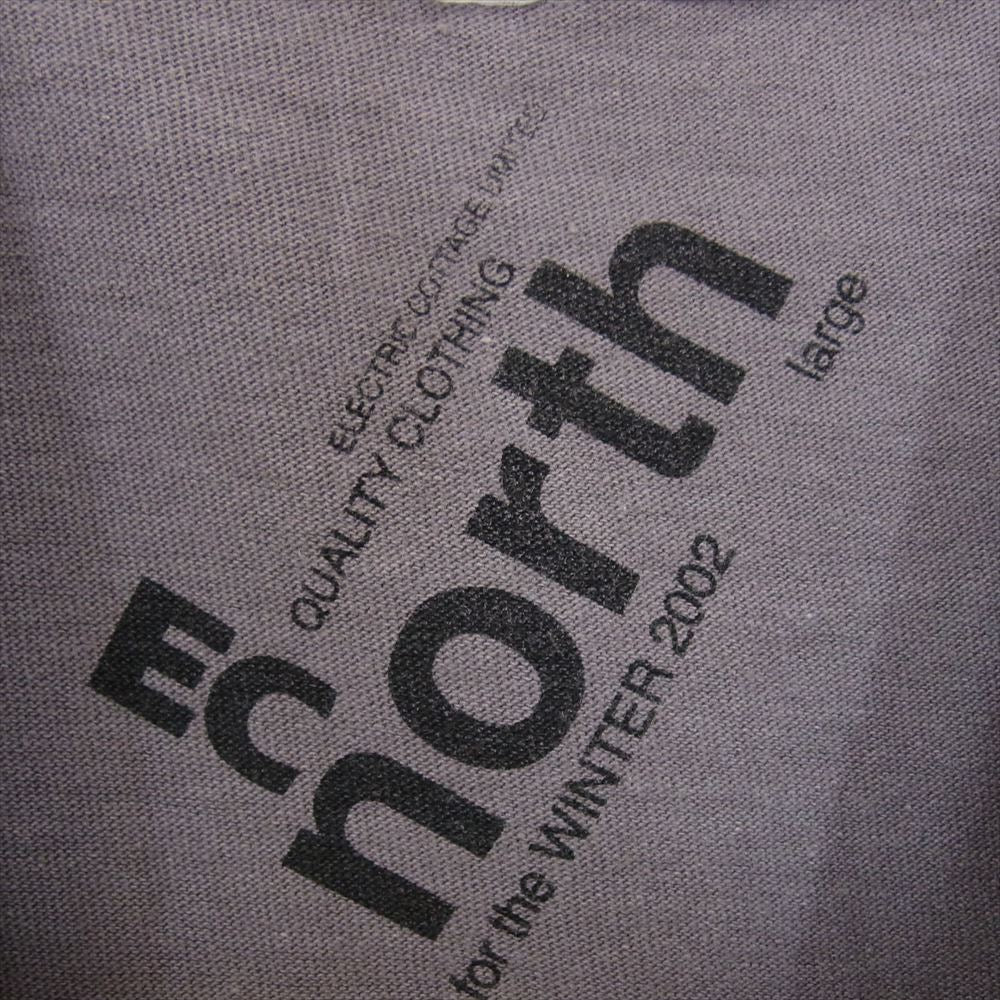 ELECTRIC COTTAGE LIMITED
QUALITY CLOTHING
EC
north
large
for the WINTER 2002